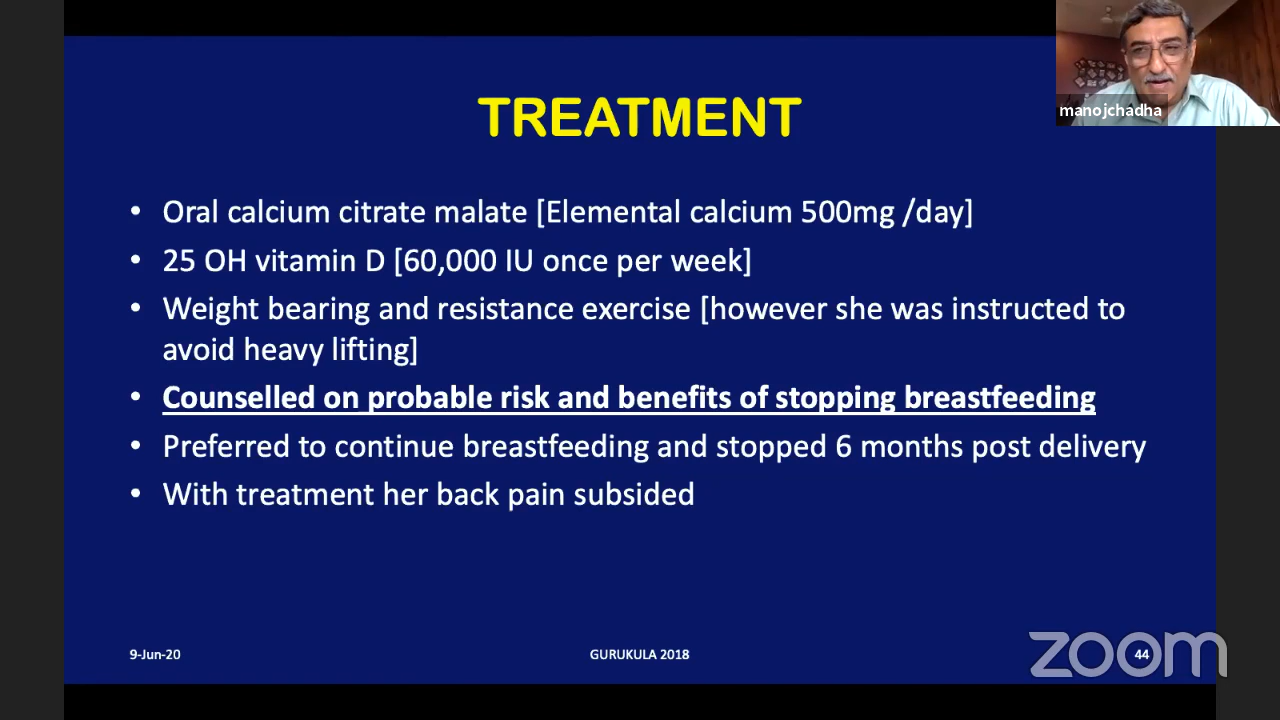 manojchadha
TREATMENT
• Oral calcium citrate malate [Elemental calcium 500mg /day]
• 25 OH vitamin D [60,000 IU once per week]
• Weight bearing and resistance exercise [however she was instructed to
avoid heavy lifting]
• Counselled on probable risk and benefits of stopping breastfeeding
• Preferred to continue breastfeeding and stopped 6 months post delivery
• With treatment her back pain subsided
9-Jun-20
GURUKULA 2018
44
zoom